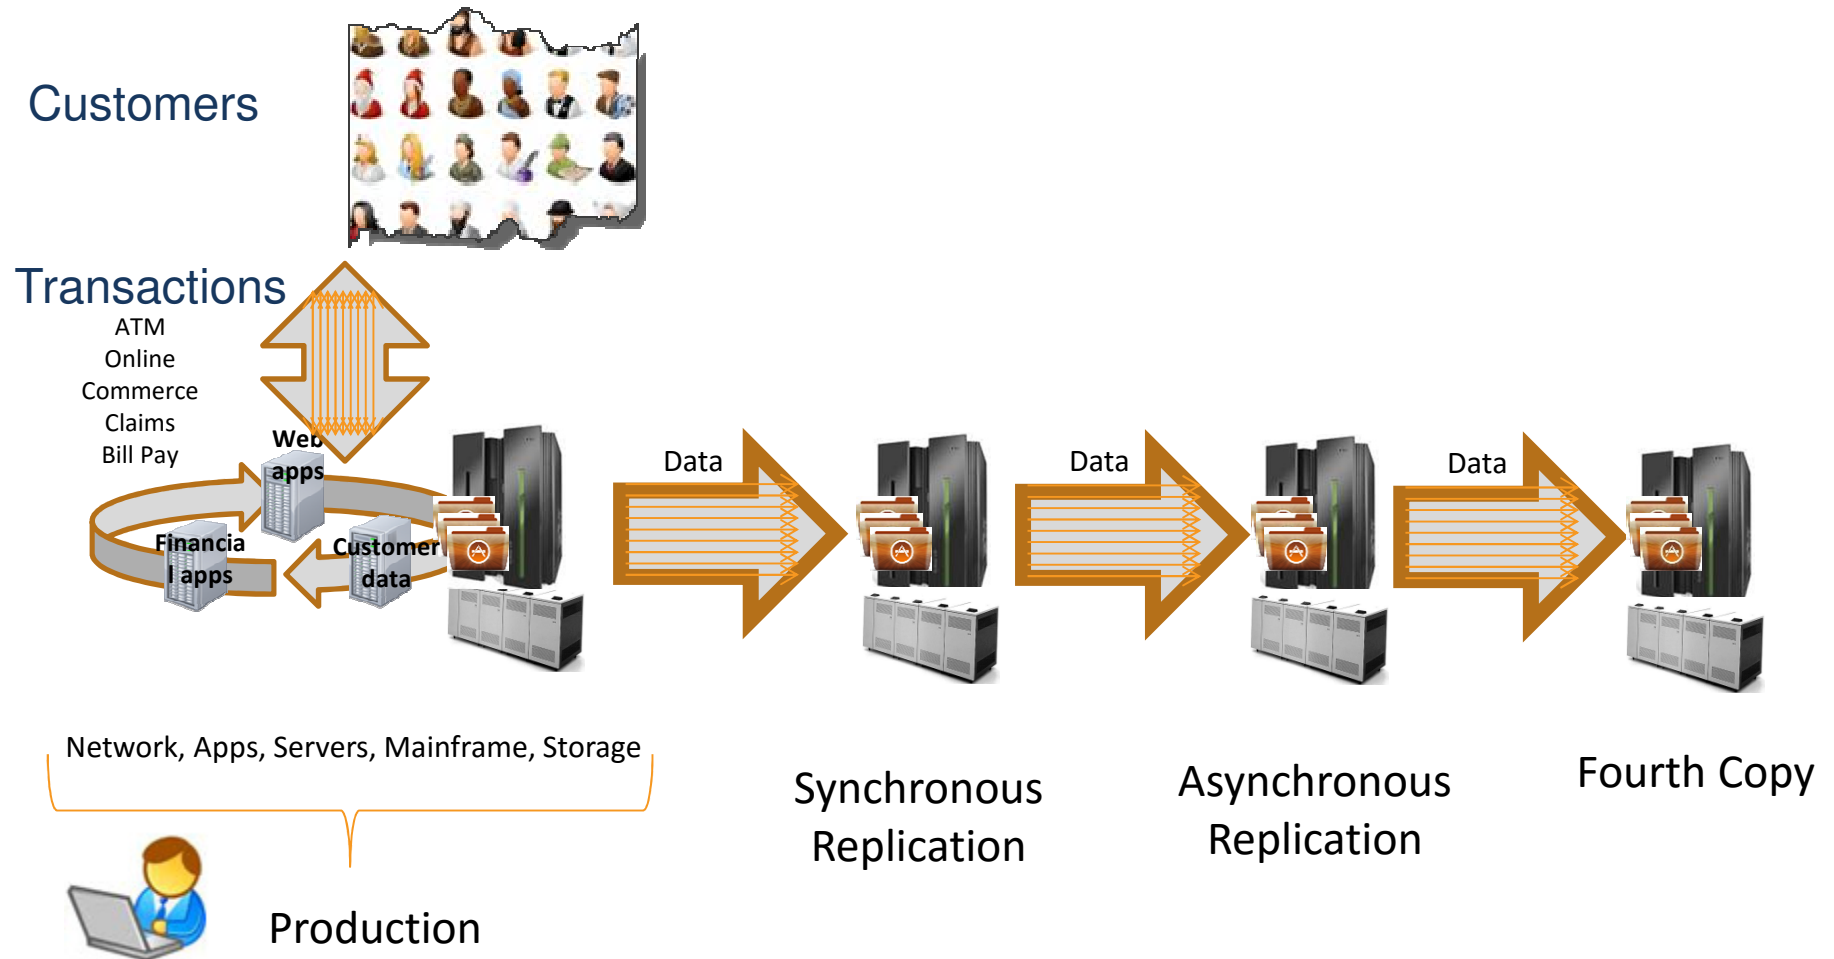 Customers
Transactions
ATM
Online
Commerce
Claims
Bill Pay
Web
apps
Financia
l apps
Customer
data
Data
Data
Data
Network, Apps, Servers, Mainframe, Storage
Synchronous
Replication
Asynchronous
Replication
Fourth Copy
Production